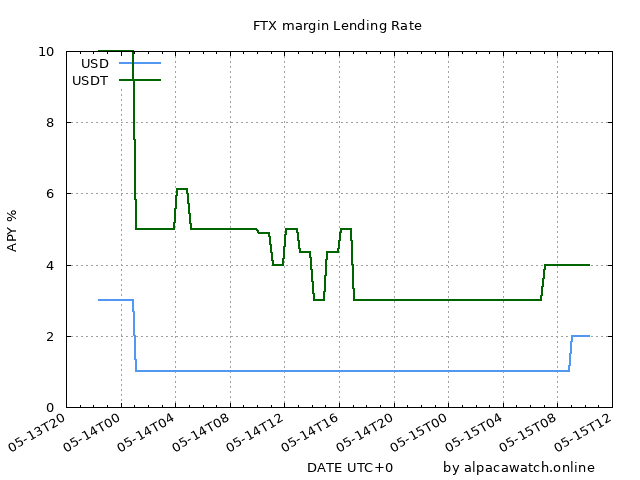 FTX margin Lending Rate
USD
USDT
APY %
10
8
6
4
2
0
05-13T20
05-14T00
05-14T04
05-14T08
05-14T12
05-14T16
05-14T20
05-15T00
05-15T04
05-15T08
05-15T12
DATE UTC+0
by alpacawatch.online